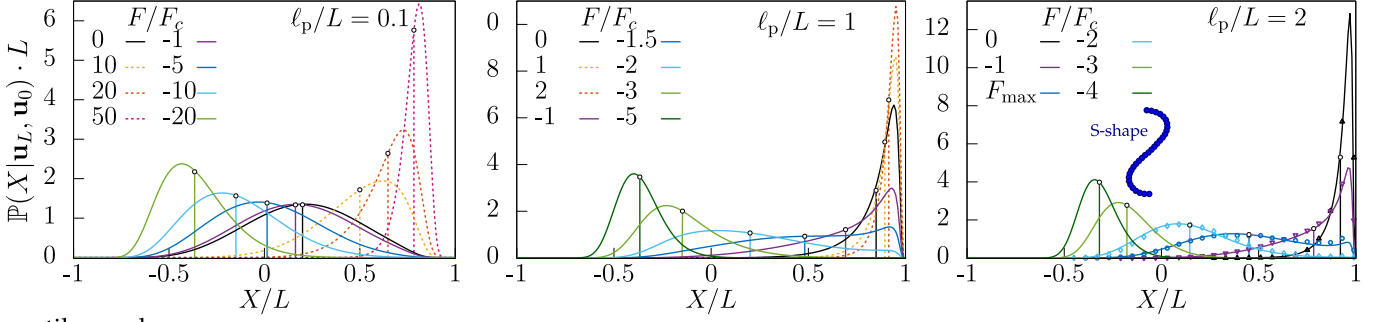 F/F_c ℓ_p/L = 0.1
0 -1
10 -5
20 -10
50 -20
6
5
4
3
2
1
0
-1 -0.5 0 0.5 1
X/L
ℙ(X|u_L, u_0) · L
F/F_c ℓ_p/L = 1
0 -1.5
1 -2
2 -3
-1 -5
0
8
6
4
2
0
-1 -0.5 0 0.5 1
X/L
F/F_c ℓ_p/L = 2
0 -2
-1 -3
F_max -4
S-shape
12
10
8
6
4
2
0
-1 -0.5 0 0.5 1
X/L